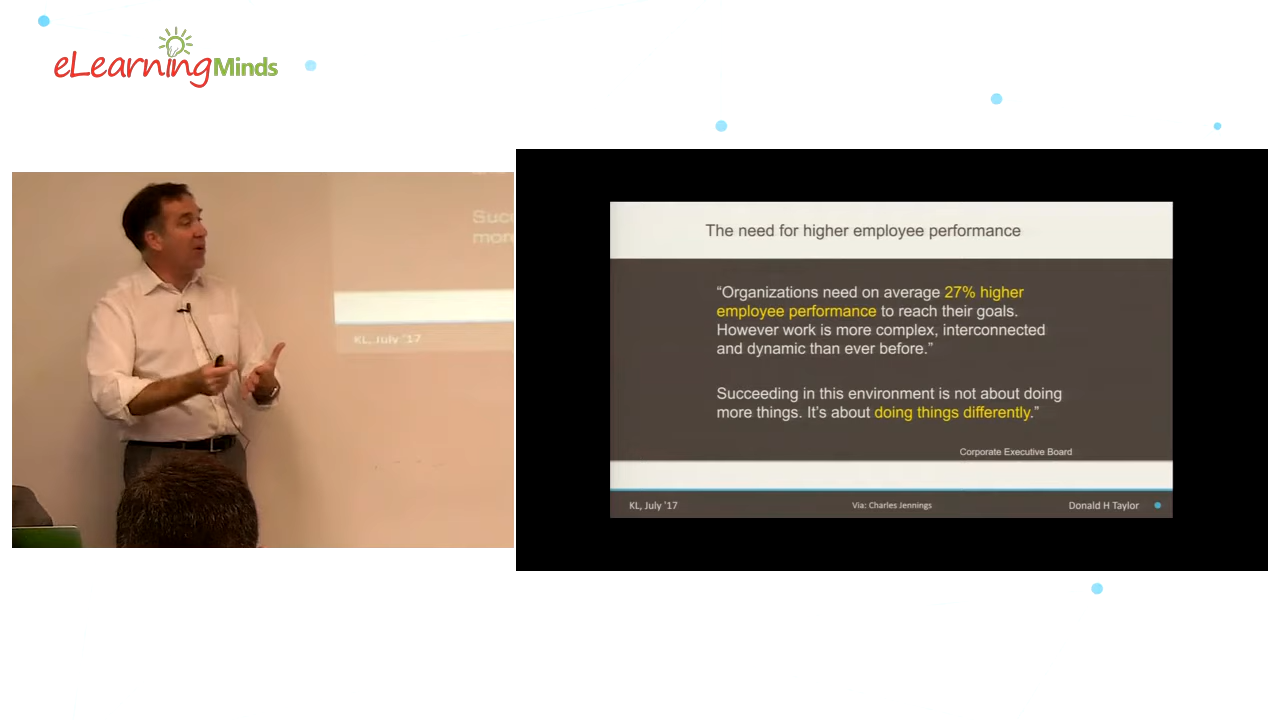 eLearningMinds
Succ
more
KL, July '17
The need for higher employee performance
“Organizations need on average 27% higher
employee performance to reach their goals.
However work is more complex, interconnected
and dynamic than ever before.”
Succeeding in this environment is not about doing
more things. It's about doing things differently.”
Corporate Executive Board
KL, July '17
Via: Charles Jennings
Donald H Taylor